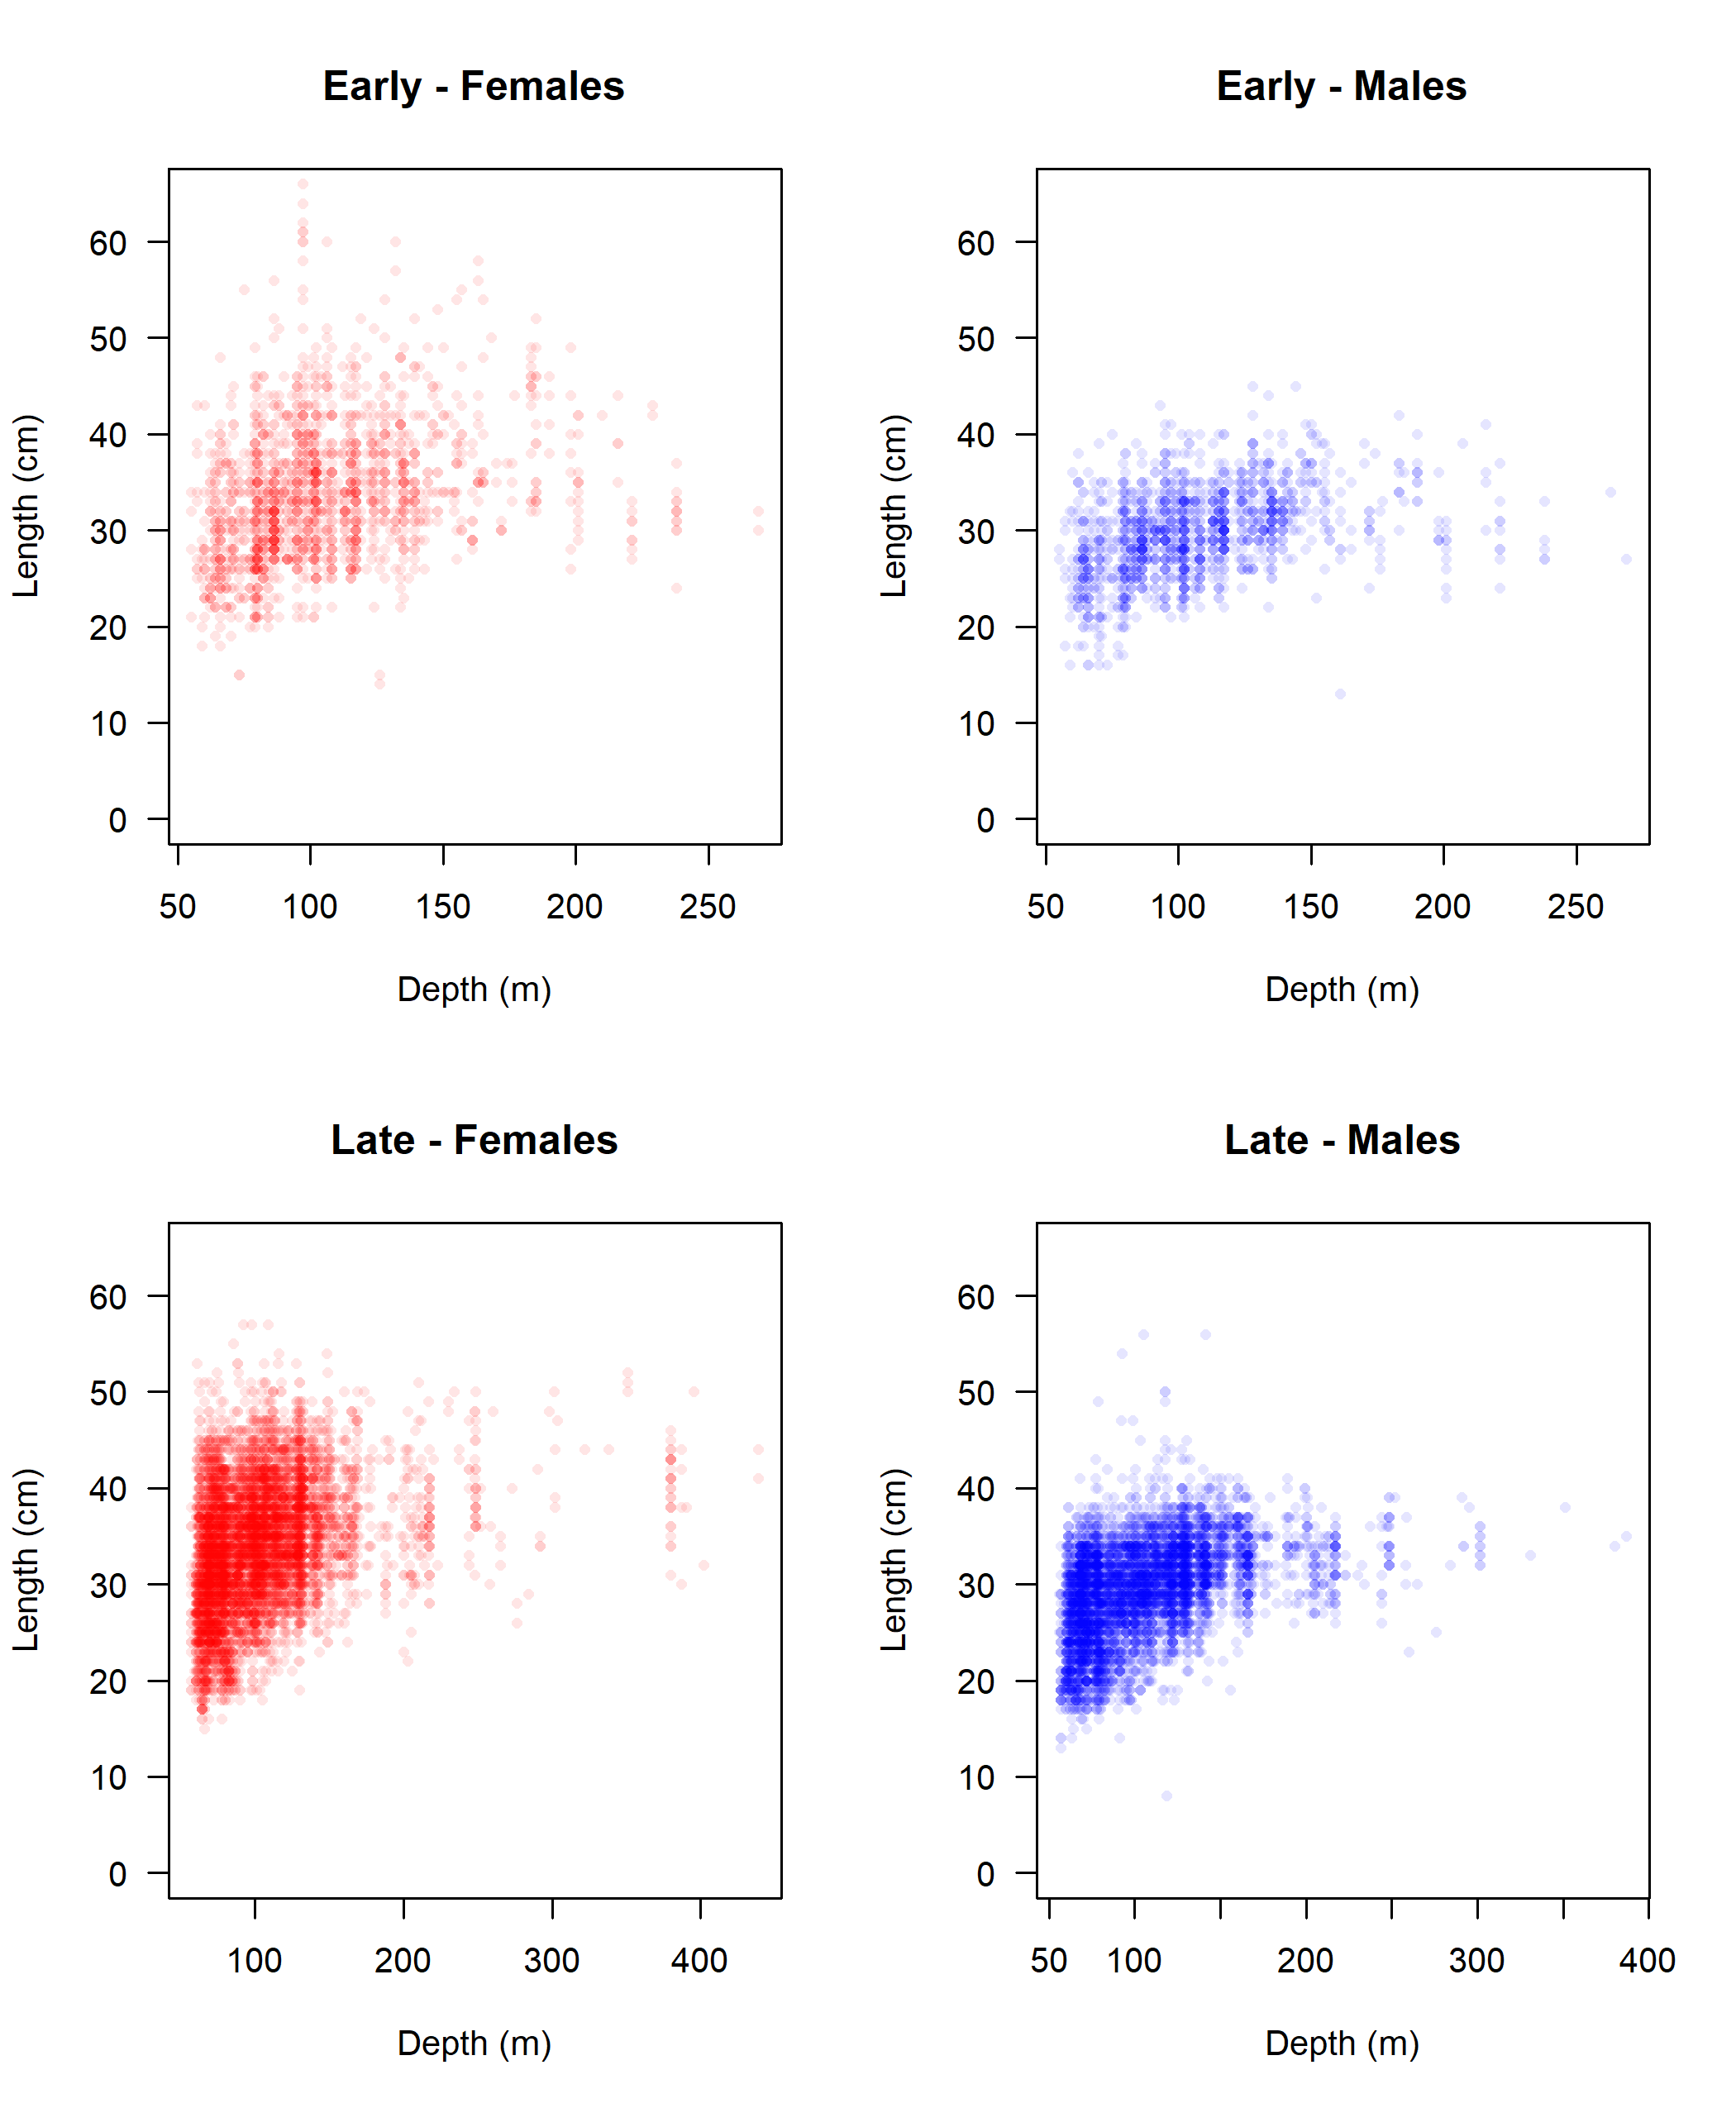 Early - Females
Early - Males
Length (cm)
60
50
40
30
20
10
0
50 100 150 200 250
Depth (m)
Length (cm)
60
50
40
30
20
10
0
50 100 150 200 250
Depth (m)
Late - Females
Late - Males
Length (cm)
60
50
40
30
20
10
0
100 200 300 400
Depth (m)
Length (cm)
60
50
40
30
20
10
0
50 100 200 300 400
Depth (m)